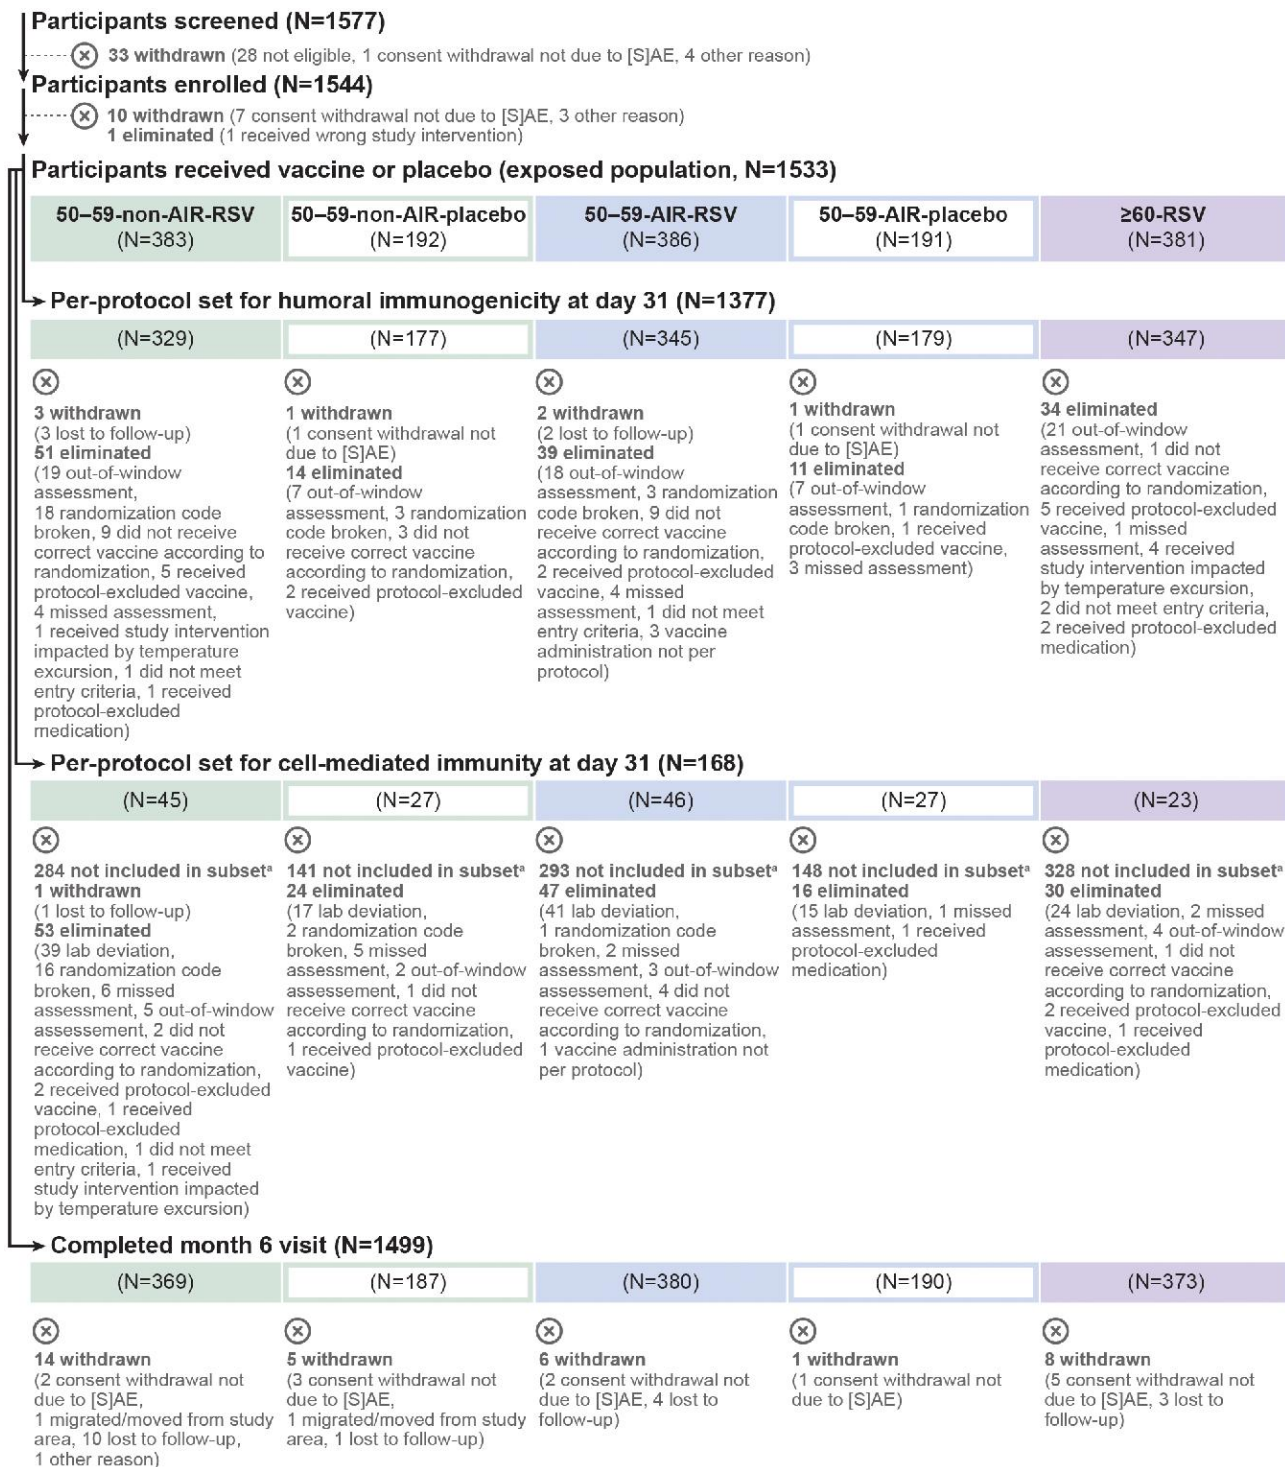 Participants screened (N=1577)
33 withdrawn (28 not eligible, 1 consent withdrawal not due to [S]AE, 4 other reason)
Participants enrolled (N=1544)
10 withdrawn (7 consent withdrawal not due to [S]AE, 3 other reason)
1 eliminated (1 received wrong study intervention)
Participants received vaccine or placebo (exposed population, N=1533)
50–59-non-AIR-RSV
(N=383)
50–59-non-AIR-placebo
(N=192)
50–59-AIR-RSV
(N=386)
50–59-AIR-placebo
(N=191)
≥60-RSV
(N=381)
Per-protocol set for humoral immunogenicity at day 31 (N=1377)
(N=329)
(N=177)
(N=345)
(N=179)
(N=347)
3 withdrawn
(3 lost to follow-up)
51 eliminated
(19 out-of-window
assessment,
18 randomization code
broken, 9 did not receive
correct vaccine according to
randomization, 5 received
protocol-excluded vaccine,
4 missed assessment,
1 received study intervention
impacted by temperature
excursion, 1 did not meet
entry criteria, 1 received
protocol-excluded
medication)
1 withdrawn
(1 consent withdrawal not
due to [S]AE)
14 eliminated
(7 out-of-window
assessment, 3 randomization
code broken, 3 did not
receive correct vaccine
according to randomization,
2 received protocol-excluded
vaccine)
2 withdrawn
(2 lost to follow-up)
39 eliminated
(18 out-of-window
assessment, 3 randomization
code broken, 9 did not
receive correct vaccine
according to randomization,
2 received protocol-excluded
vaccine, 4 missed
assessment, 1 did not meet
entry criteria, 3 vaccine
administration not per
protocol)
1 withdrawn
(1 consent withdrawal not
due to [S]AE)
11 eliminated
(7 out-of-window
assessment, 1 randomization
code broken, 1 received
protocol-excluded vaccine,
3 missed assessment)
34 eliminated
(21 out-of-window
assessment, 1 did not
receive correct vaccine
according to randomization,
5 received protocol-excluded
vaccine, 1 missed
assessment, 4 received
study intervention impacted
by temperature excursion,
2 did not meet entry criteria,
2 received protocol-excluded
medication)
Per-protocol set for cell-mediated immunity at day 31 (N=168)
(N=45)
(N=27)
(N=46)
(N=27)
(N=23)
284 not included in subsetᵃ
1 withdrawn
(1 lost to follow-up)
53 eliminated
(39 lab deviation,
16 randomization code
broken, 6 missed
assessment, 5 out-of-window
assessement, 2 did not
receive correct vaccine
according to randomization,
2 received protocol-excluded
vaccine, 1 received
protocol-excluded
medication, 1 did not meet
entry criteria, 1 received
study intervention impacted
by temperature excursion)
141 not included in subsetᵃ
24 eliminated
(17 lab deviation,
2 randomization code
broken, 5 missed
assessment, 2 out-of-window
assessement, 1 did not
receive correct vaccine
according to randomization,
1 received protocol-excluded
vaccine)
293 not included in subsetᵃ
47 eliminated
(41 lab deviation,
1 randomization code
broken, 2 missed
assessment, 3 out-of-window
assessement, 4 did not
receive correct vaccine
according to randomization,
1 vaccine administration not
per protocol)
148 not included in subsetᵃ
16 eliminated
(15 lab deviation, 1 missed
assessment, 1 received
protocol-excluded
medication)
328 not included in subsetᵃ
30 eliminated
(24 lab deviation, 2 missed
assessment, 4 out-of-window
assessement, 1 did not
receive correct vaccine
according to randomization,
2 received protocol-excluded
vaccine, 1 received
protocol-excluded
medication)
Completed month 6 visit (N=1499)
(N=369)
(N=187)
(N=380)
(N=190)
(N=373)
14 withdrawn
(2 consent withdrawal not
due to [S]AE,
1 migrated/moved from study
area, 10 lost to follow-up,
1 other reason)
5 withdrawn
(3 consent withdrawal not
due to [S]AE,
1 migrated/moved from study
area, 1 lost to follow-up)
6 withdrawn
(2 consent withdrawal not
due to [S]AE, 4 lost to
follow-up)
1 withdrawn
(1 consent withdrawal not
due to [S]AE)
8 withdrawn
(5 consent withdrawal not
due to [S]AE, 3 lost to
follow-up)